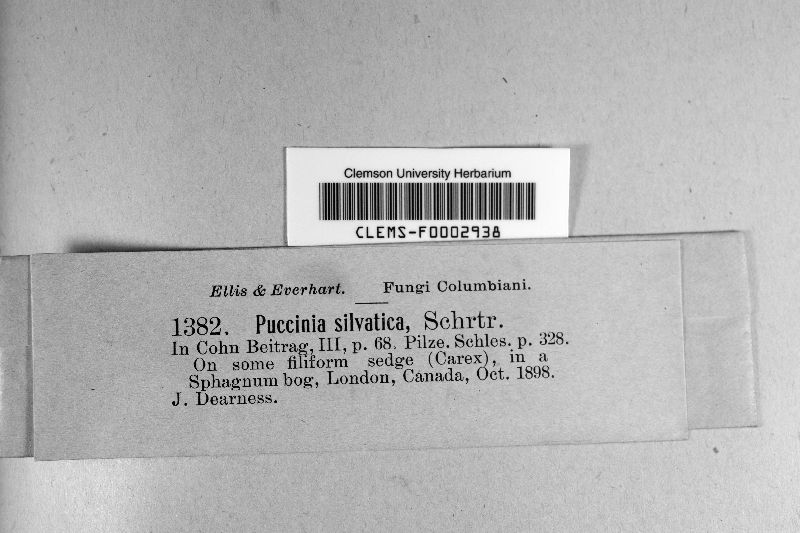 Clemson University Herbarium
CLEMS-F0002938
Ellis & Everhart. Fungi Columbiani.
1382. Puccinia silvatica, Schrtr.
In Cohn Beitrag, III, p. 68. Pilze. Schles. p. 328.
On some filiform sedge (Carex), in a
Sphagnum bog, London, Canada, Oct. 1898.
J. Dearness.